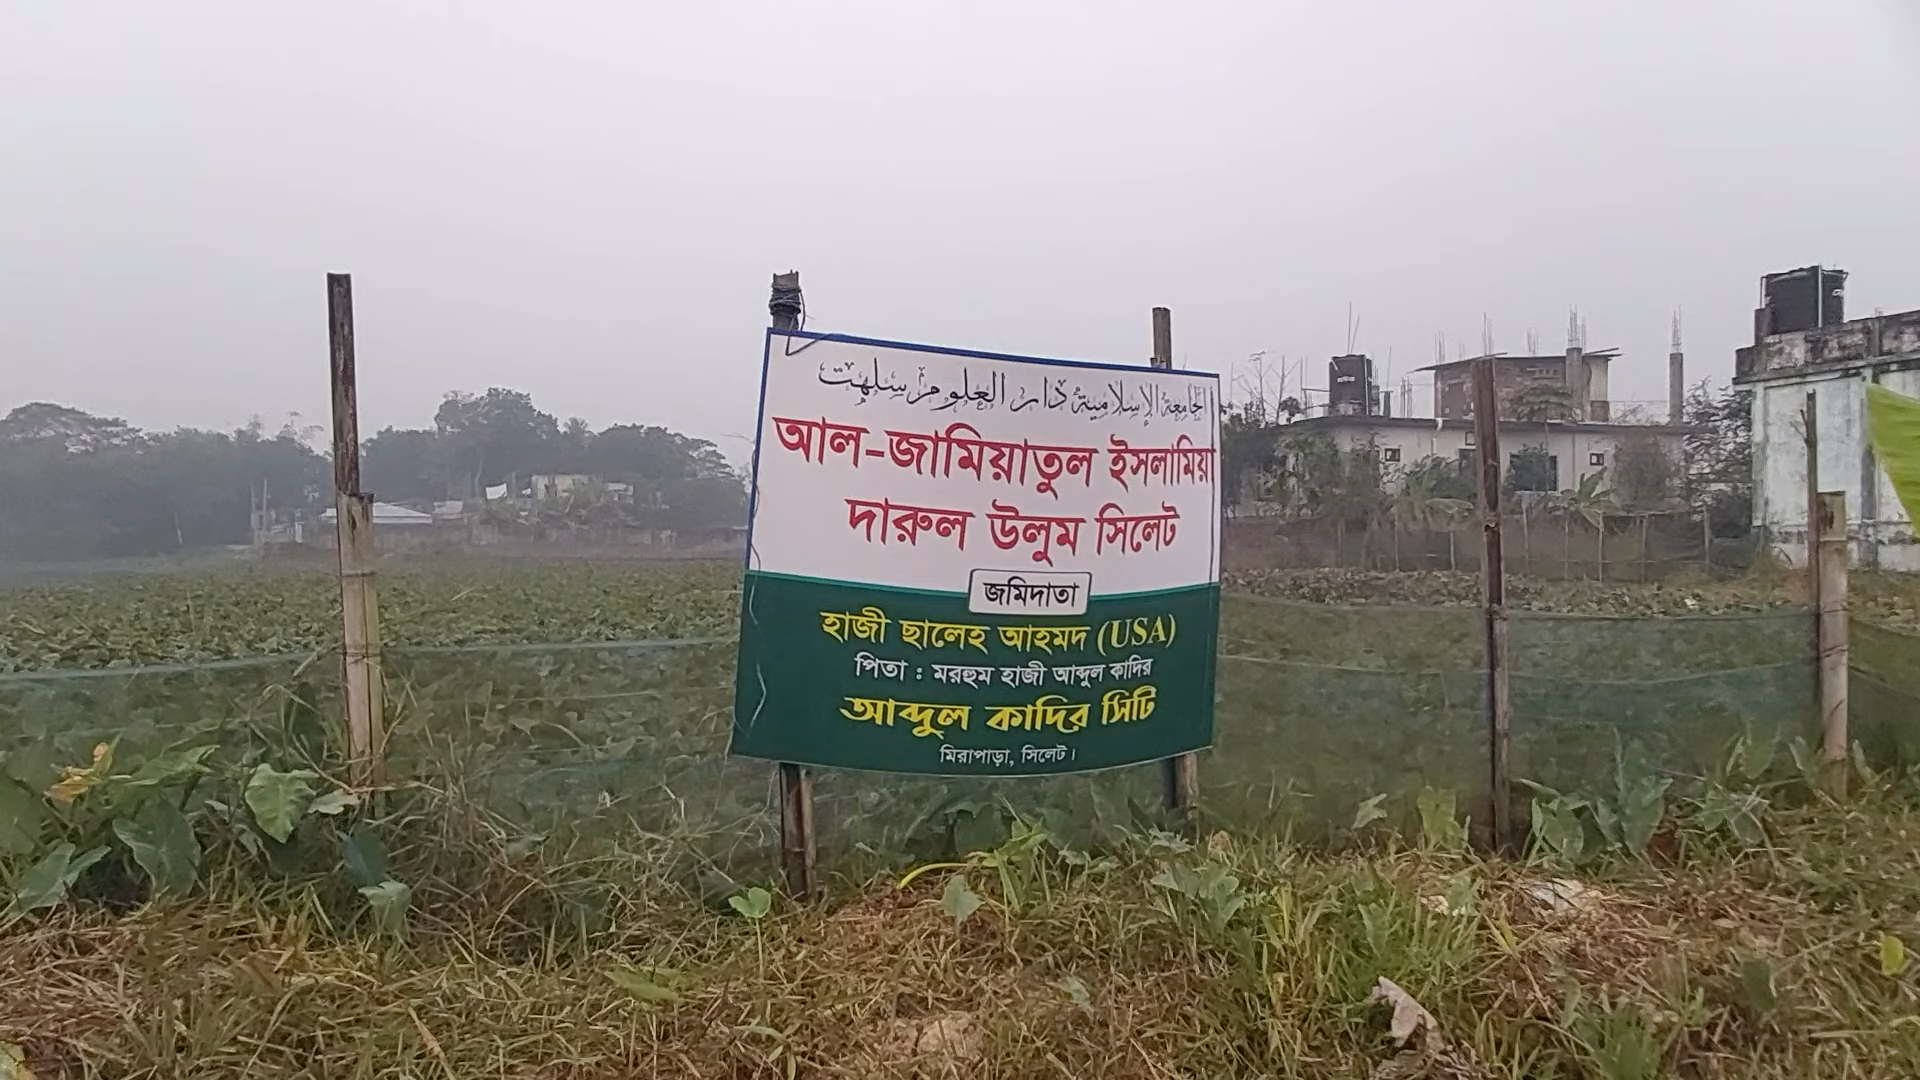 الجامعة الإسلامية دار العلوم سلهت
আল-জামিয়াতুল ইসলামিয়া
দারুল উলুম সিলেট
জমিদাতা
হাজী ছালেহ আহমদ (USA)
পিতা : মরহুম হাজী আব্দুল কাদির
আব্দুল কাদির সিটি
মিরাপাড়া, সিলেট।